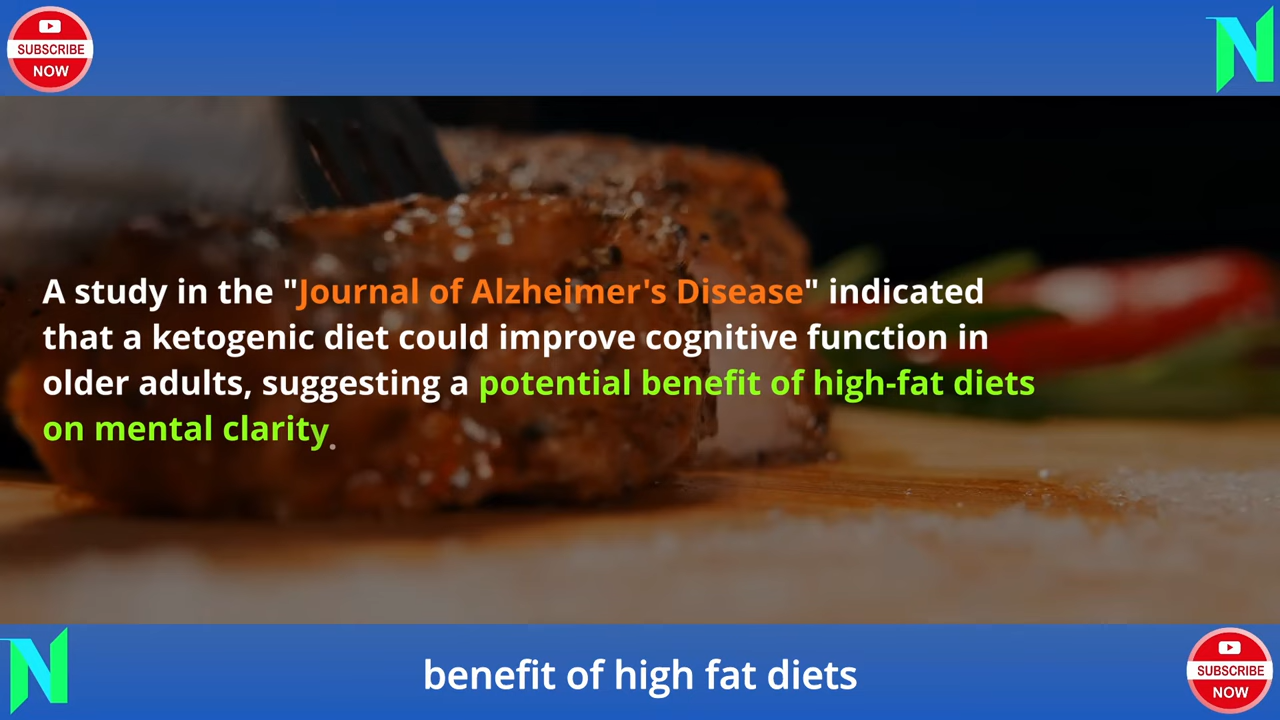 SUBSCRIBE
NOW
N
A study in the "Journal of Alzheimer's Disease" indicated
that a ketogenic diet could improve cognitive function in
older adults, suggesting a potential benefit of high-fat diets
on mental clarity.
N
benefit of high fat diets
SUBSCRIBE
NOW